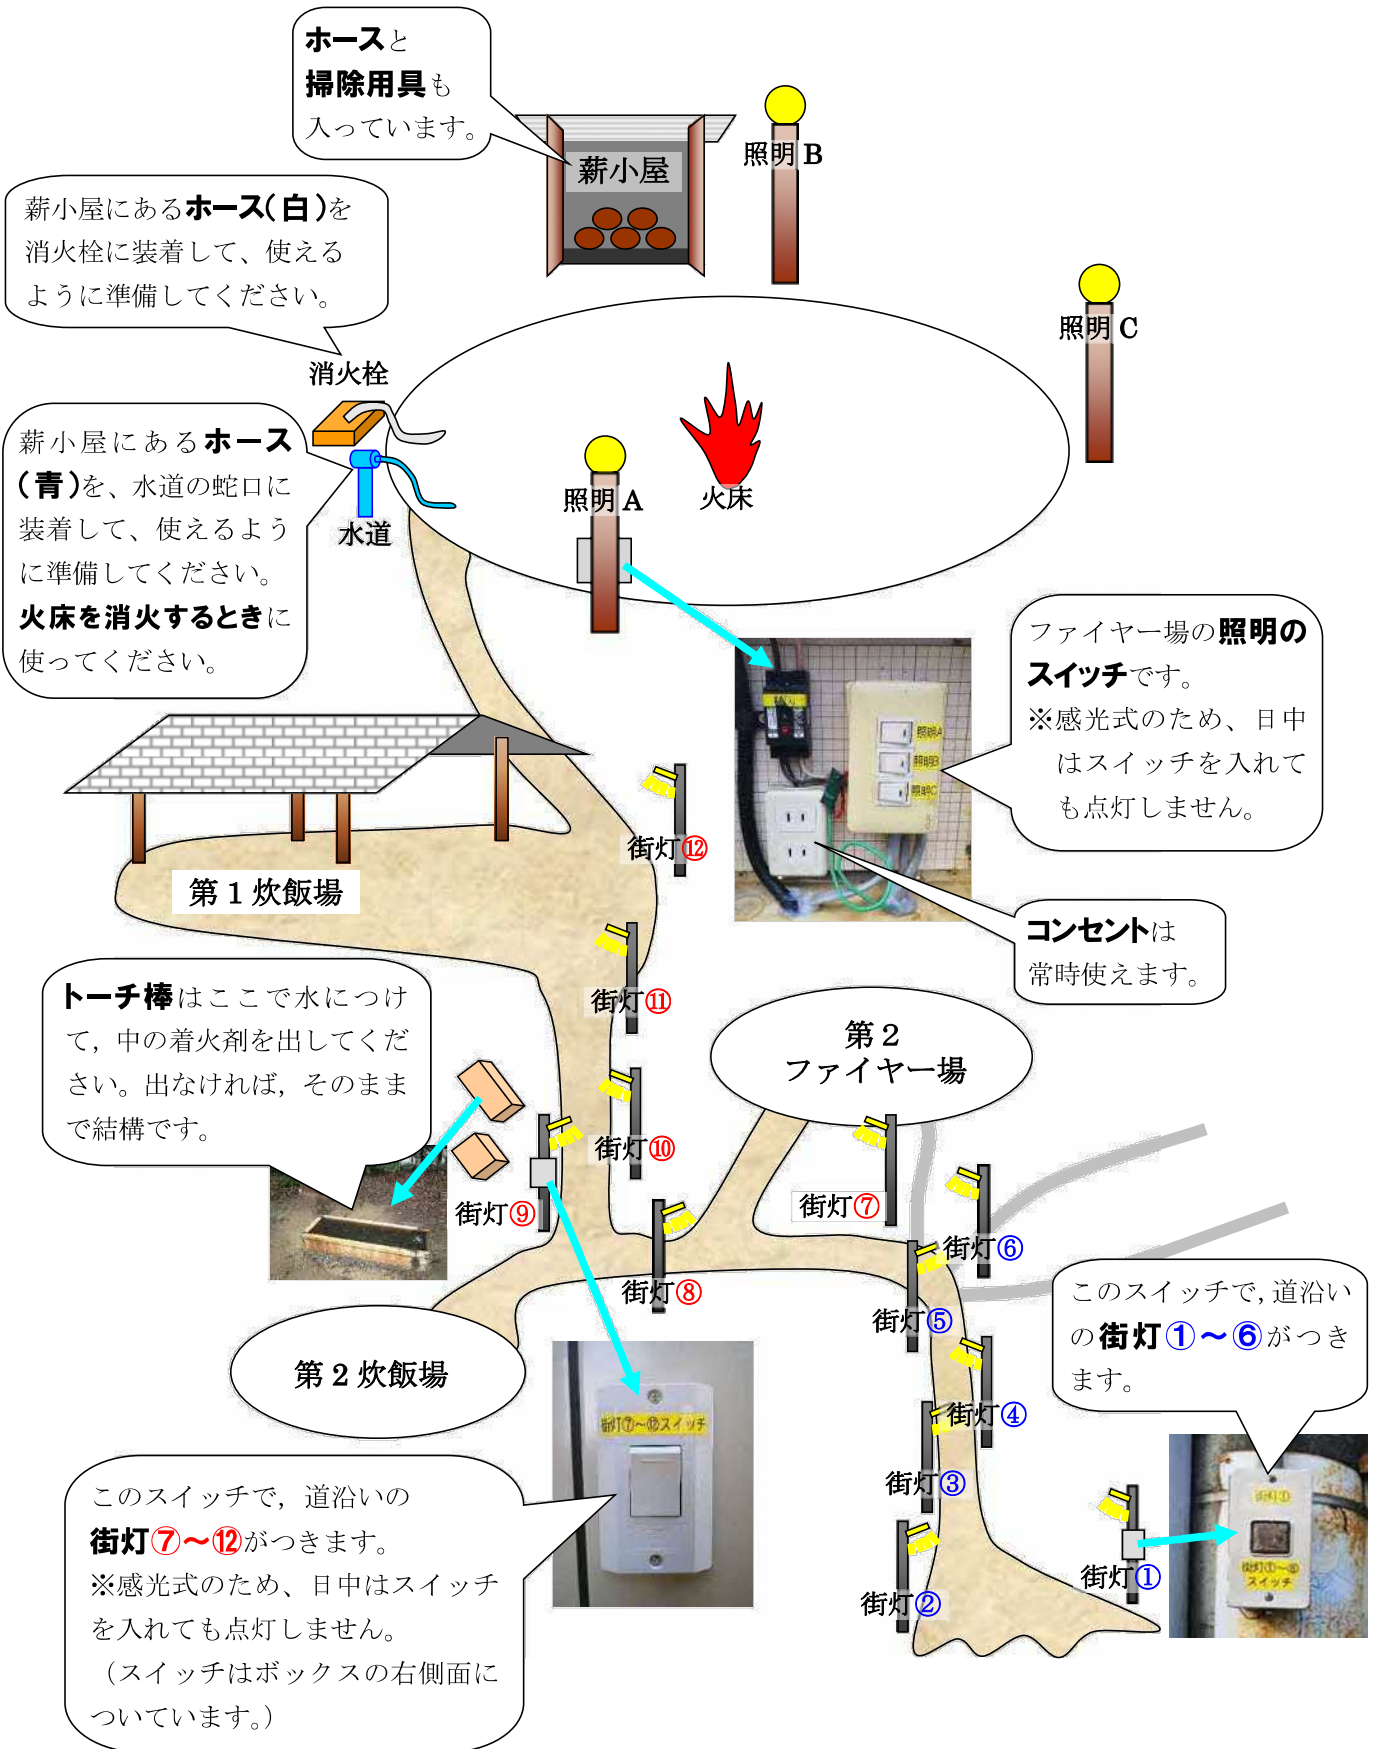 ホースと
掃除用具も
入っています。
薪小屋
照明 B
薪小屋にあるホース(白)を
消火栓に装着して、使える
ように準備してください。
照明 C
消火栓
薪小屋にあるホース
(青)を、水道の蛇口に
装着して、使えるよう
に準備してください。
火床を消火するときに
使ってください。
水道
照明 A
火床
ファイヤー場の照明の
スイッチです。
※感光式のため、日中
はスイッチを入れて
も点灯しません。
照明A
照明B
照明C
街灯⑫
第 1 炊飯場
コンセントは
常時使えます。
街灯⑪
トーチ棒はここで水につけ
て，中の着火剤を出してくだ
さい。出なければ，そのまま
で結構です。
第２
ファイヤー場
街灯⑩
街灯⑨
街灯⑦
街灯⑥
街灯⑧
街灯⑤
このスイッチで，道沿い
の街灯①～⑥がつき
ます。
第 2 炊飯場
街灯④
街灯⑦～⑫スイッチ
街灯③
街灯①
街灯②
街灯①
街灯①～⑥
スイッチ
このスイッチで，道沿いの
街灯⑦～⑫がつきます。
※感光式のため、日中はスイッチ
を入れても点灯しません。
（スイッチはボックスの右側面に
ついています。）